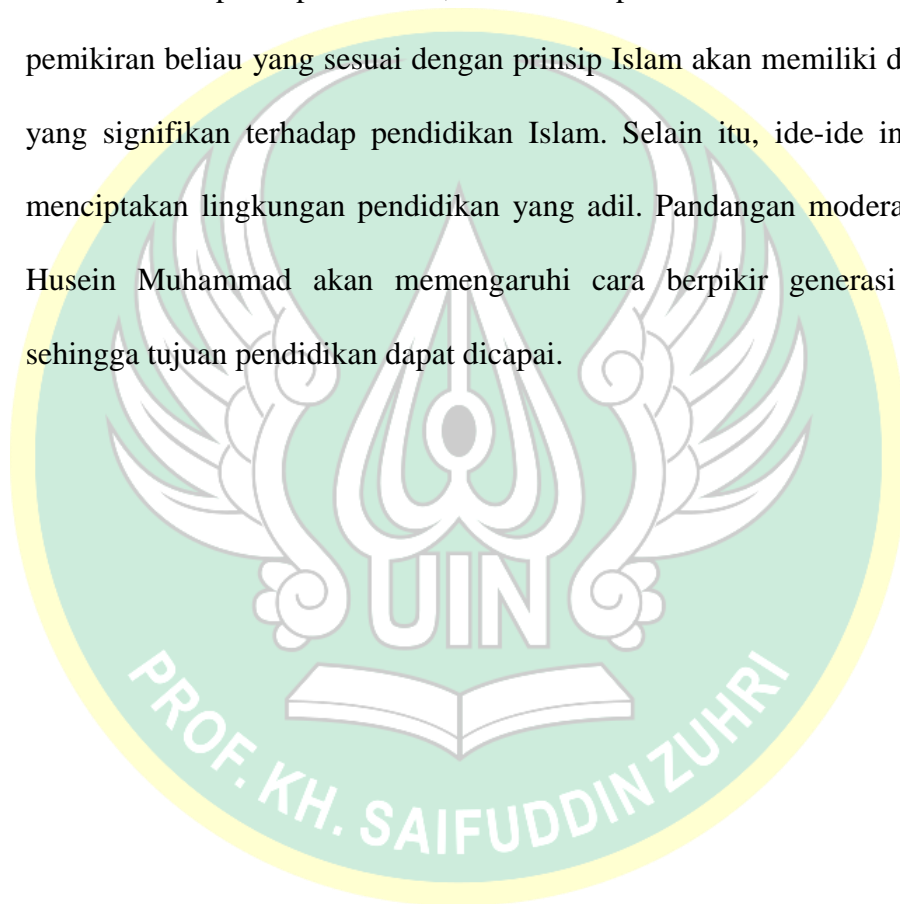 pemikiran beliau yang sesuai dengan prinsip Islam akan memiliki
yang signifikan terhadap pendidikan Islam. Selain itu, ide-ide
menciptakan lingkungan pendidikan yang adil. Pandangan
Husein Muhammad akan memengaruhi cara berpikir generasi
sehingga tujuan pendidikan dapat dicapai.
UIN
PROF. KH. SAIFUDDIN ZUHRI